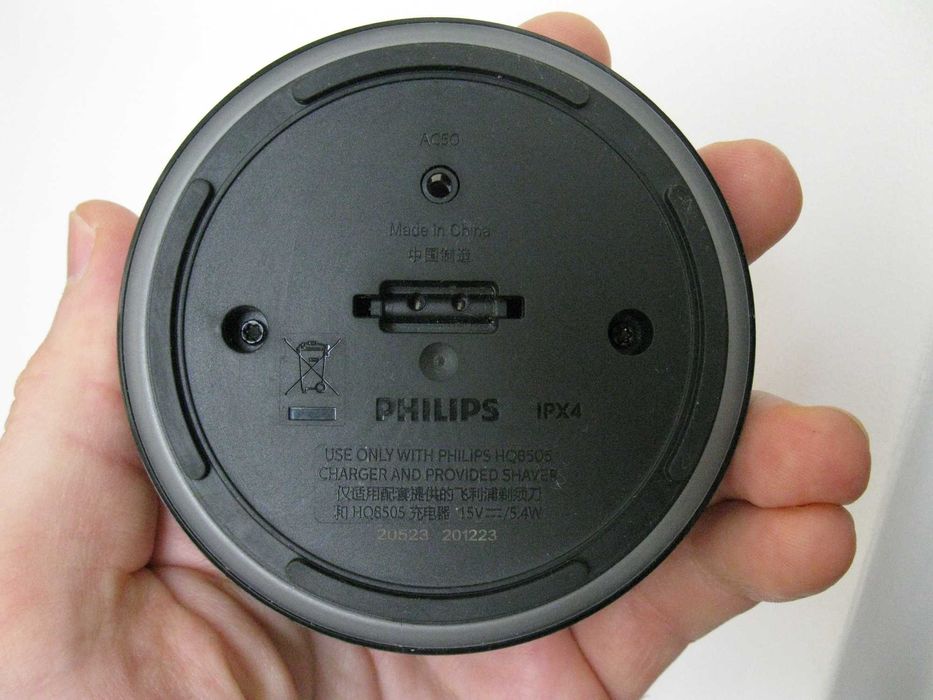 AC50
Made in China
中国制造
PHILIPS IPX4
USE ONLY WITH PHILIPS HQ8505
CHARGER AND PROVIDED SHAVER
仅适用配套提供的飞利浦剃须刀
和 HQ8505 充电器 15V⎓/5.4W
20523 201223